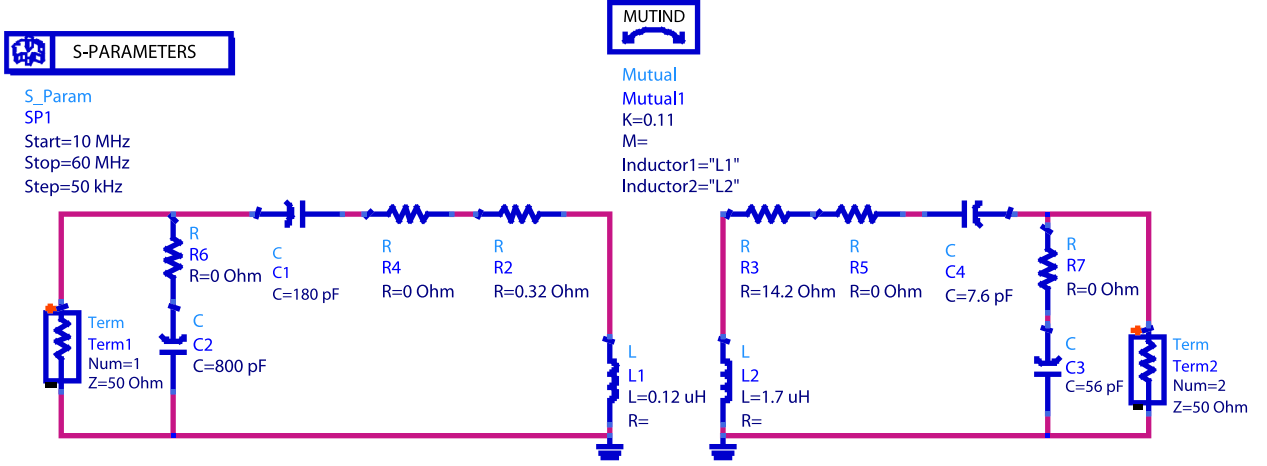 MUTIND
S-PARAMETERS
Mutual
Mutual1
K=0.11
M=
Inductor1="L1"
Inductor2="L2"
S_Param
SP1
Start=10 MHz
Stop=60 MHz
Step=50 kHz
R
R6
R=0 Ohm
C
C1
C=180 pF
R
R4
R=0 Ohm
R
R2
R=0.32 Ohm
R
R3
R=14.2 Ohm
R
R5
R=0 Ohm
C
C4
C=7.6 pF
R
R7
R=0 Ohm
Term
Term1
Num=1
Z=50 Ohm
C
C2
C=800 pF
L
L1
L=0.12 uH
R=
L
L2
L=1.7 uH
R=
C
C3
C=56 pF
Term
Term2
Num=2
Z=50 Ohm